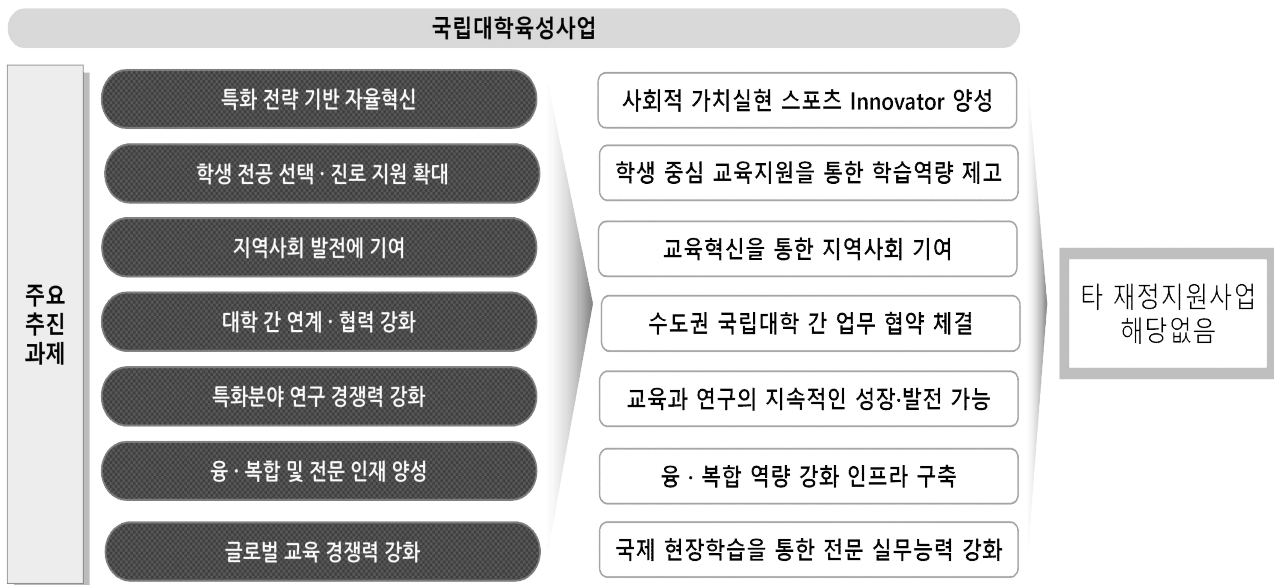 국립대학육성사업
주요
추진
과제
특화 전략 기반 자율혁신
사회적 가치실현 스포츠 Innovator 양성
학생 전공 선택 · 진로 지원 확대
학생 중심 교육지원을 통한 학습역량 제고
지역사회 발전에 기여
교육혁신을 통한 지역사회 기여
대학 간 연계 · 협력 강화
수도권 국립대학 간 업무 협약 체결
특화분야 연구 경쟁력 강화
교육과 연구의 지속적인 성장·발전 가능
융 · 복합 및 전문 인재 양성
융 · 복합 역량 강화 인프라 구축
글로벌 교육 경쟁력 강화
국제 현장학습을 통한 전문 실무능력 강화
타 재정지원사업
해당없음